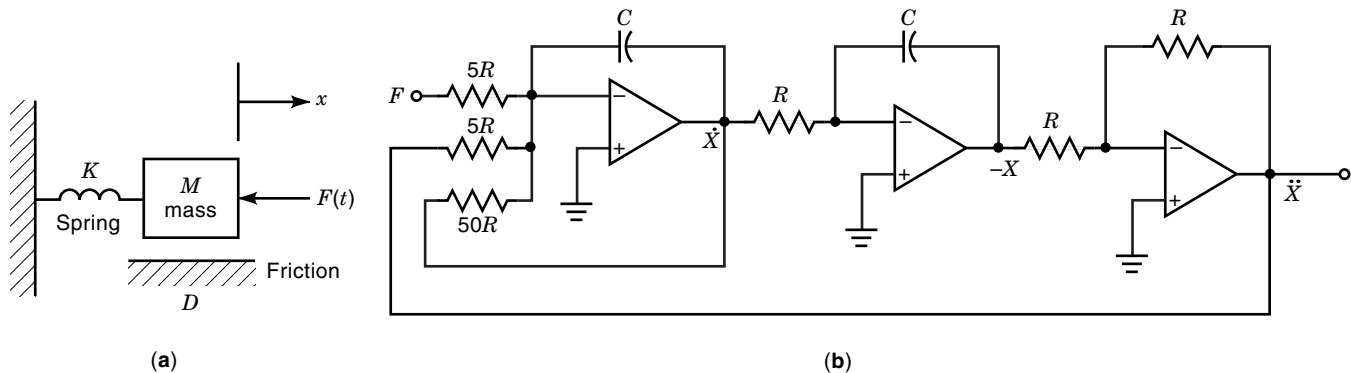 x
K
Spring
M
mass
F(t)
Friction
D
(a)
F
5R
5R
50R
C
−
+
Ẋ
R
C
−
+
−X
R
R
−
+
Ẍ
(b)